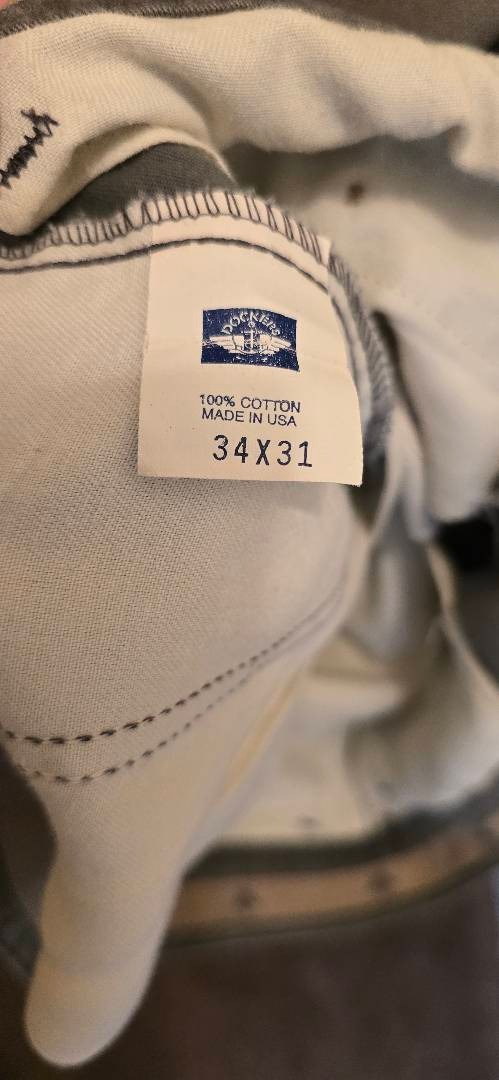 DOCKERS
100% COTTON
MADE IN USA
34X31